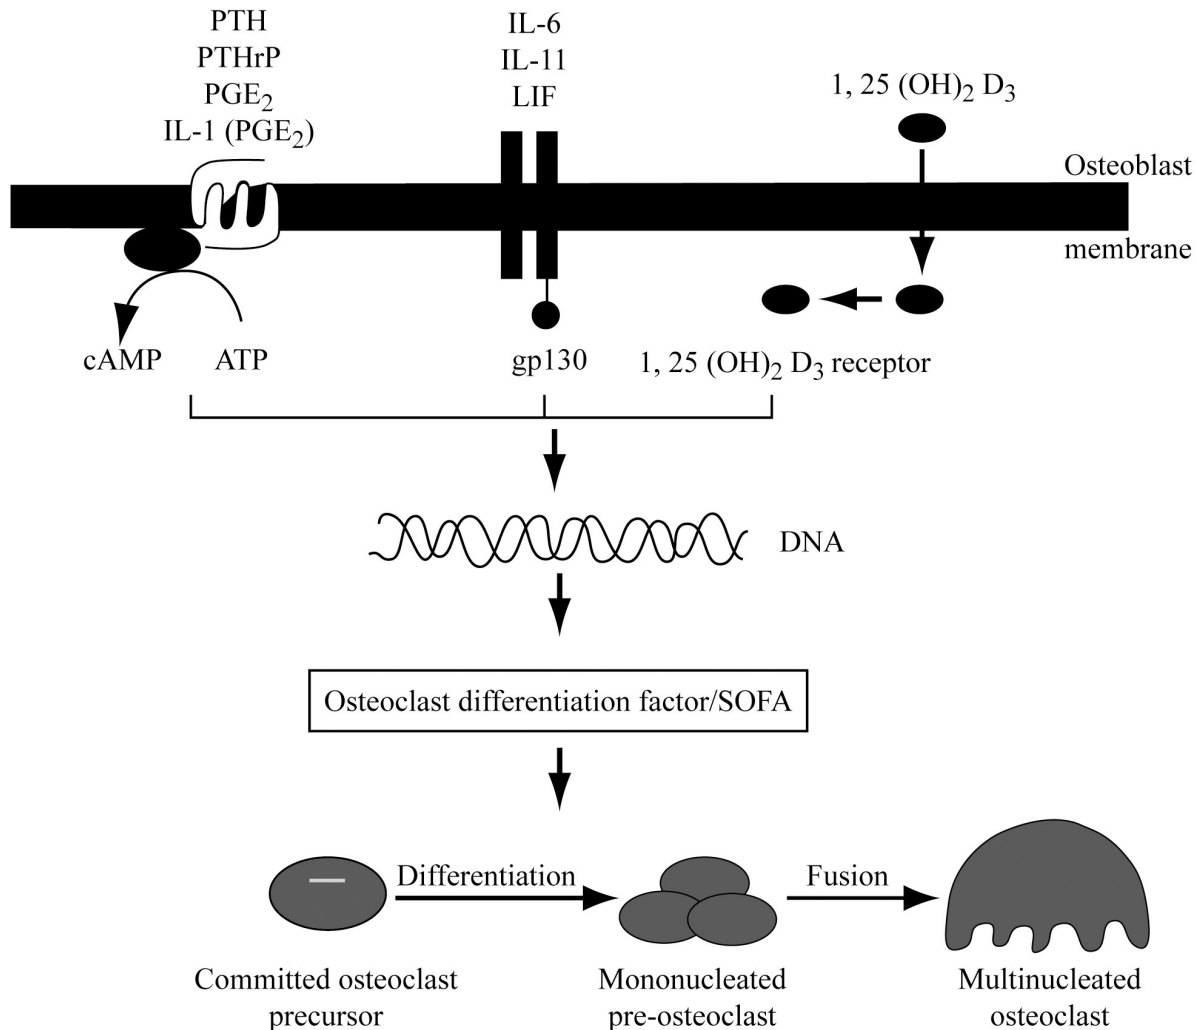 PTH
PTHrP
PGE2
IL-1 (PGE2)
IL-6
IL-11
LIF
1, 25 (OH)2 D3
Osteoblast
membrane
cAMP
ATP
gp130
1, 25 (OH)2 D3 receptor
DNA
Osteoclast differentiation factor/SOFA
Differentiation
Fusion
Committed osteoclast
precursor
Mononucleated
pre-osteoclast
Multinucleated
osteoclast